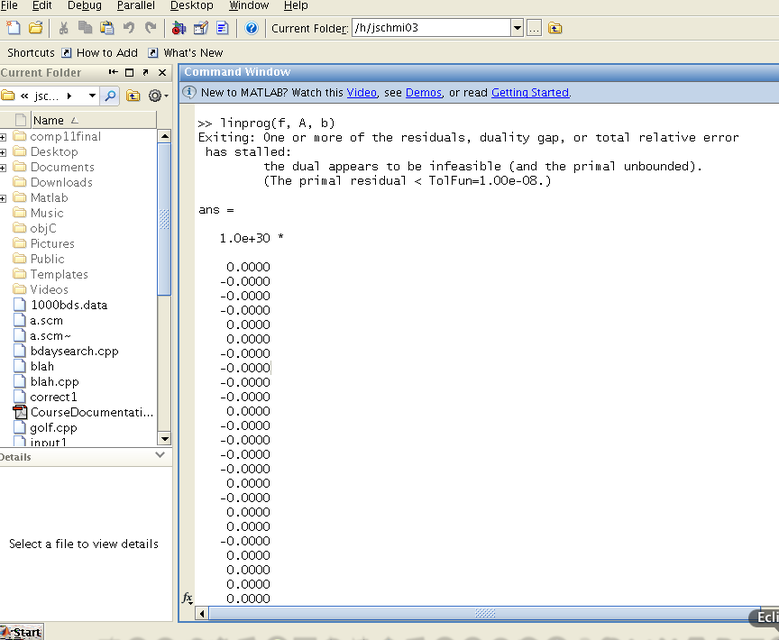 File Edit Debug Parallel Desktop Window Help
Current Folder: /h/jschmi03
Shortcuts How to Add What's New
Current Folder
« jsc...
Name
comp11final
Desktop
Documents
Downloads
Matlab
Music
objC
Pictures
Public
Templates
Videos
1000bds.data
a.scm
a.scm~
bdaysearch.cpp
blah
blah.cpp
correct1
CourseDocumentati...
golf.cpp
input1
Details
Select a file to view details
Start
Command Window
New to MATLAB? Watch this Video, see Demos, or read Getting Started.
>> linprog(f, A, b)
Exiting: One or more of the residuals, duality gap, or total relative error
has stalled:
the dual appears to be infeasible (and the primal unbounded).
(The primal residual < TolFun=1.00e-08.)
ans =
1.0e+30 *
0.0000
-0.0000
-0.0000
-0.0000
0.0000
0.0000
-0.0000
-0.0000
-0.0000
-0.0000
0.0000
-0.0000
-0.0000
-0.0000
-0.0000
0.0000
-0.0000
0.0000
0.0000
-0.0000
0.0000
0.0000
0.0000
0.0000
fx
Ecli